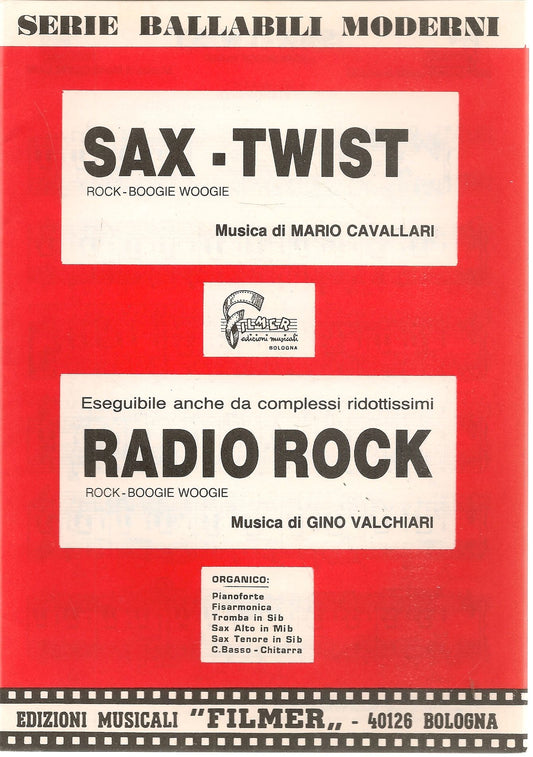 SERIE BALLABILI MODERNI
SAX - TWIST
ROCK - BOOGIE WOOGIE
Musica di MARIO CAVALLARI
FILMER
edizioni musicali
BOLOGNA
Eseguibile anche da complessi ridottissimi
RADIO ROCK
ROCK - BOOGIE WOOGIE
Musica di GINO VALCHIARI
ORGANICO:
Pianoforte
Fisarmonica
Tromba in Sib
Sax Alto in Mib
Sax Tenore in Sib
C. Basso - Chitarra
EDIZIONI MUSICALI "FILMER„ - 40126 BOLOGNA